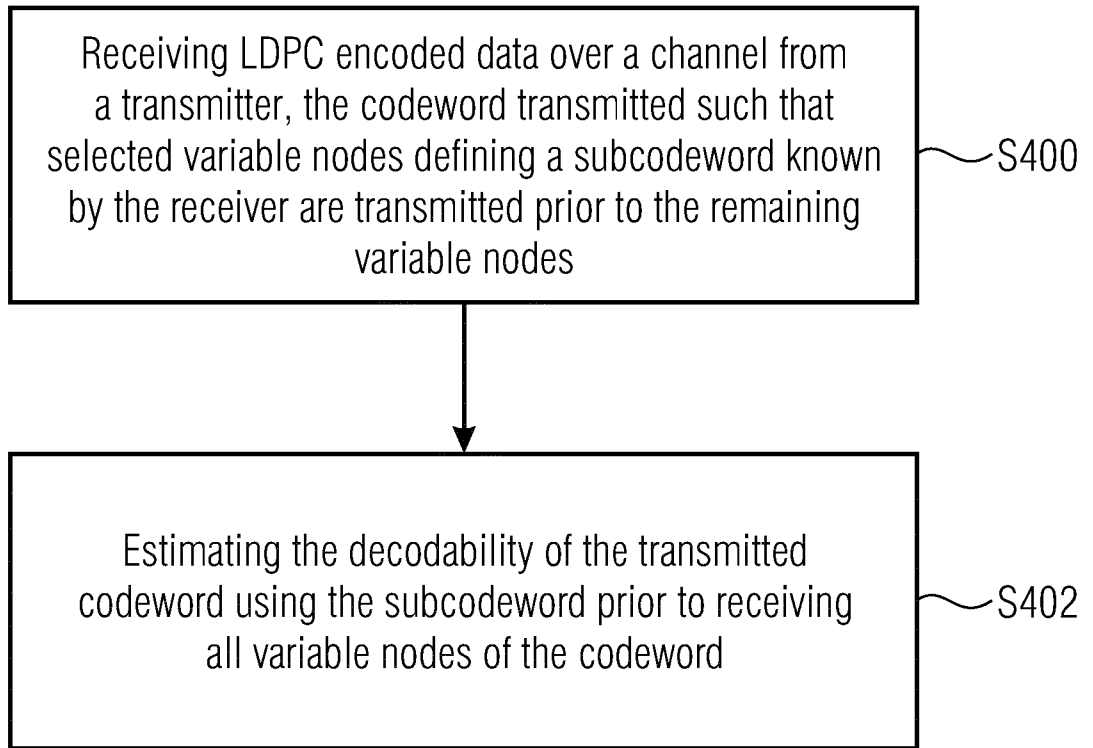 Receiving LDPC encoded data over a channel from
a transmitter, the codeword transmitted such that
selected variable nodes defining a subcodeword known
by the receiver are transmitted prior to the remaining
variable nodes
S400
Estimating the decodability of the transmitted
codeword using the subcodeword prior to receiving
all variable nodes of the codeword
S402